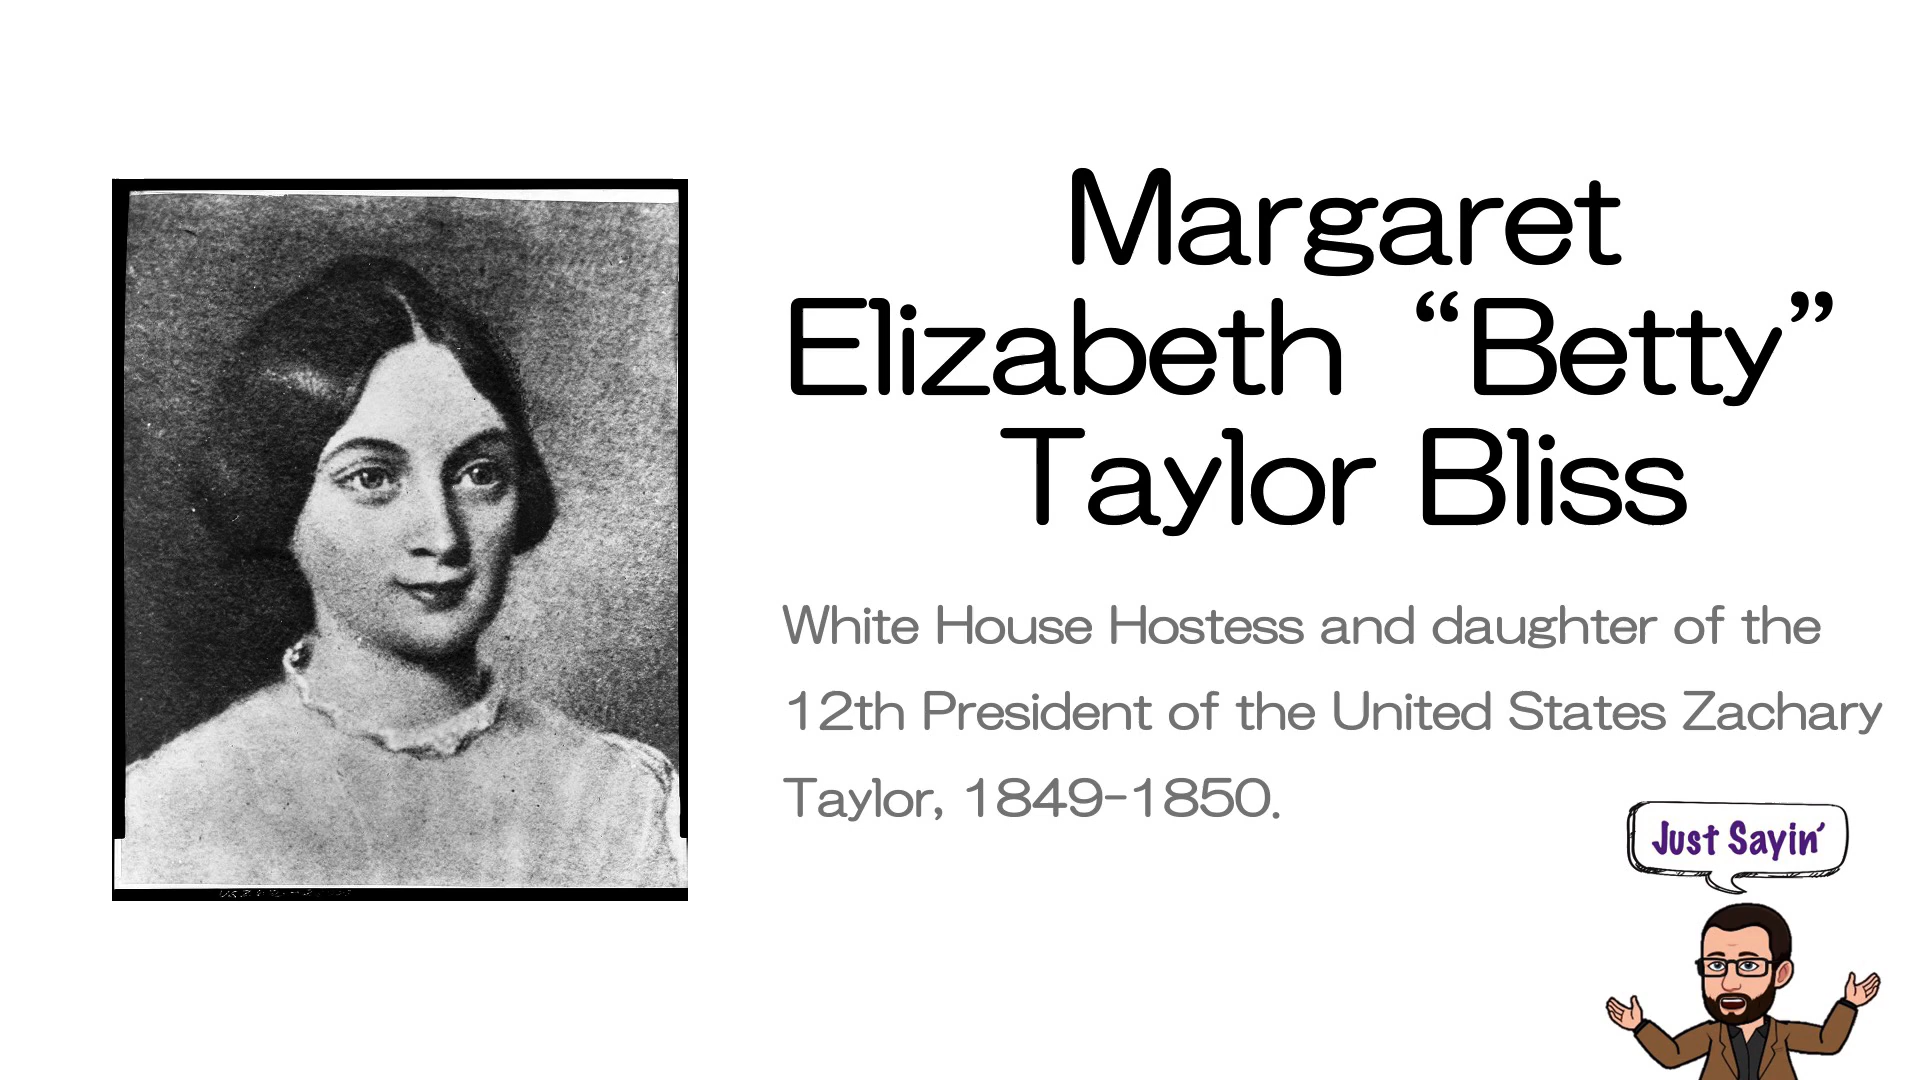 Margaret
Elizabeth “Betty”
Taylor Bliss
White House Hostess and daughter of the
12th President of the United States Zachary
Taylor, 1849-1850.
Just Sayin’